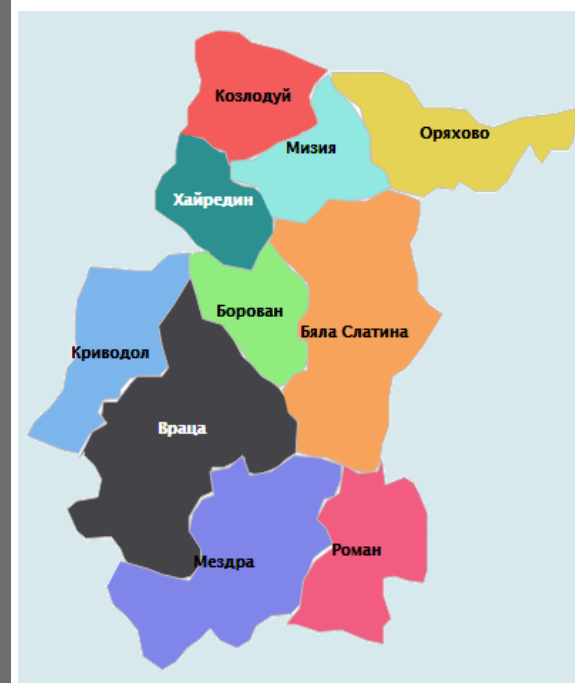 Козлодуй
Мизия
Оряхово
Хайредин
Борован
Бяла Слатина
Криводол
Враца
Роман
Мездра